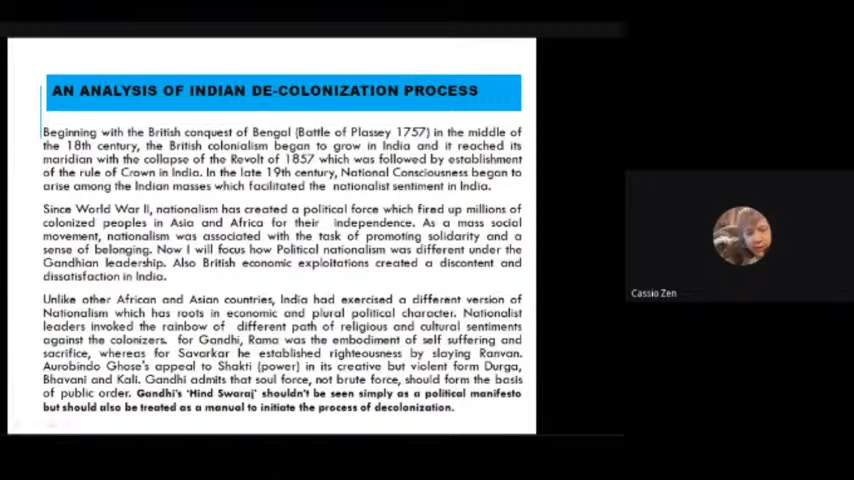 AN ANALYSIS OF INDIAN DE-COLONIZATION PROCESS
Beginning with the British conquest of Bengal (Battle of Plassey 1757) in the middle of
the 18th century, the British colonialism began to grow in India and it reached its
maridian with the collapse of the Revolt of 1857 which was followed by establishment
of the rule of Crown in India. In the late 19th century, National Consciousness began to
arise among the Indian masses which facilitated the nationalist sentiment in India.
Since World War II, nationalism has created a political force which fired up millions of
colonized peoples in Asia and Africa for their independence. As a mass social
movement, nationalism was associated with the task of promoting solidarity and a
sense of belonging. Now I will focus how Political nationalism was different under the
Gandhian leadership. Also British economic exploitations created a discontent and
dissatisfaction in India.
Unlike other African and Asian countries, India had exercised a different version of
Nationalism which has roots in economic and plural political character. Nationalist
leaders invoked the rainbow of different path of religious and cultural sentiments
against the colonizers. for Gandhi, Rama was the embodiment of self suffering and
sacrifice, whereas for Savarkar he established righteousness by slaying Ranvan.
Aurobindo Ghose's appeal to Shakti (power) in its creative but violent form Durga,
Bhavani and Kali. Gandhi admits that soul force, not brute force, should form the basis
of public order. Gandhi's 'Hind Swaraj' shouldn't be seen simply as a political manifesto
but should also be treated as a manual to initiate the process of decolonization.
Cassio Zen